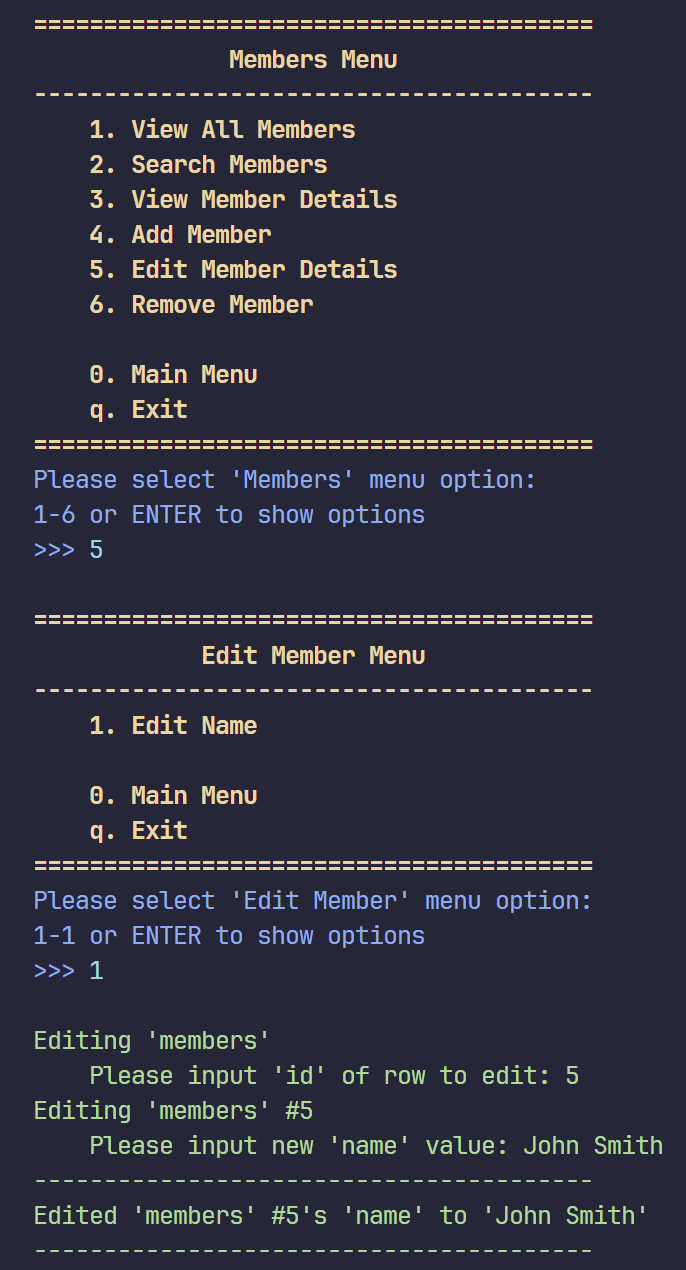 ========================================
Members Menu
----------------------------------------
1. View All Members
2. Search Members
3. View Member Details
4. Add Member
5. Edit Member Details
6. Remove Member
0. Main Menu
q. Exit
========================================
Please select 'Members' menu option:
1-6 or ENTER to show options
>>> 5
========================================
Edit Member Menu
----------------------------------------
1. Edit Name
0. Main Menu
q. Exit
========================================
Please select 'Edit Member' menu option:
1-1 or ENTER to show options
>>> 1
Editing 'members'
Please input 'id' of row to edit: 5
Editing 'members' #5
Please input new 'name' value: John Smith
----------------------------------------
Edited 'members' #5's 'name' to 'John Smith'
----------------------------------------